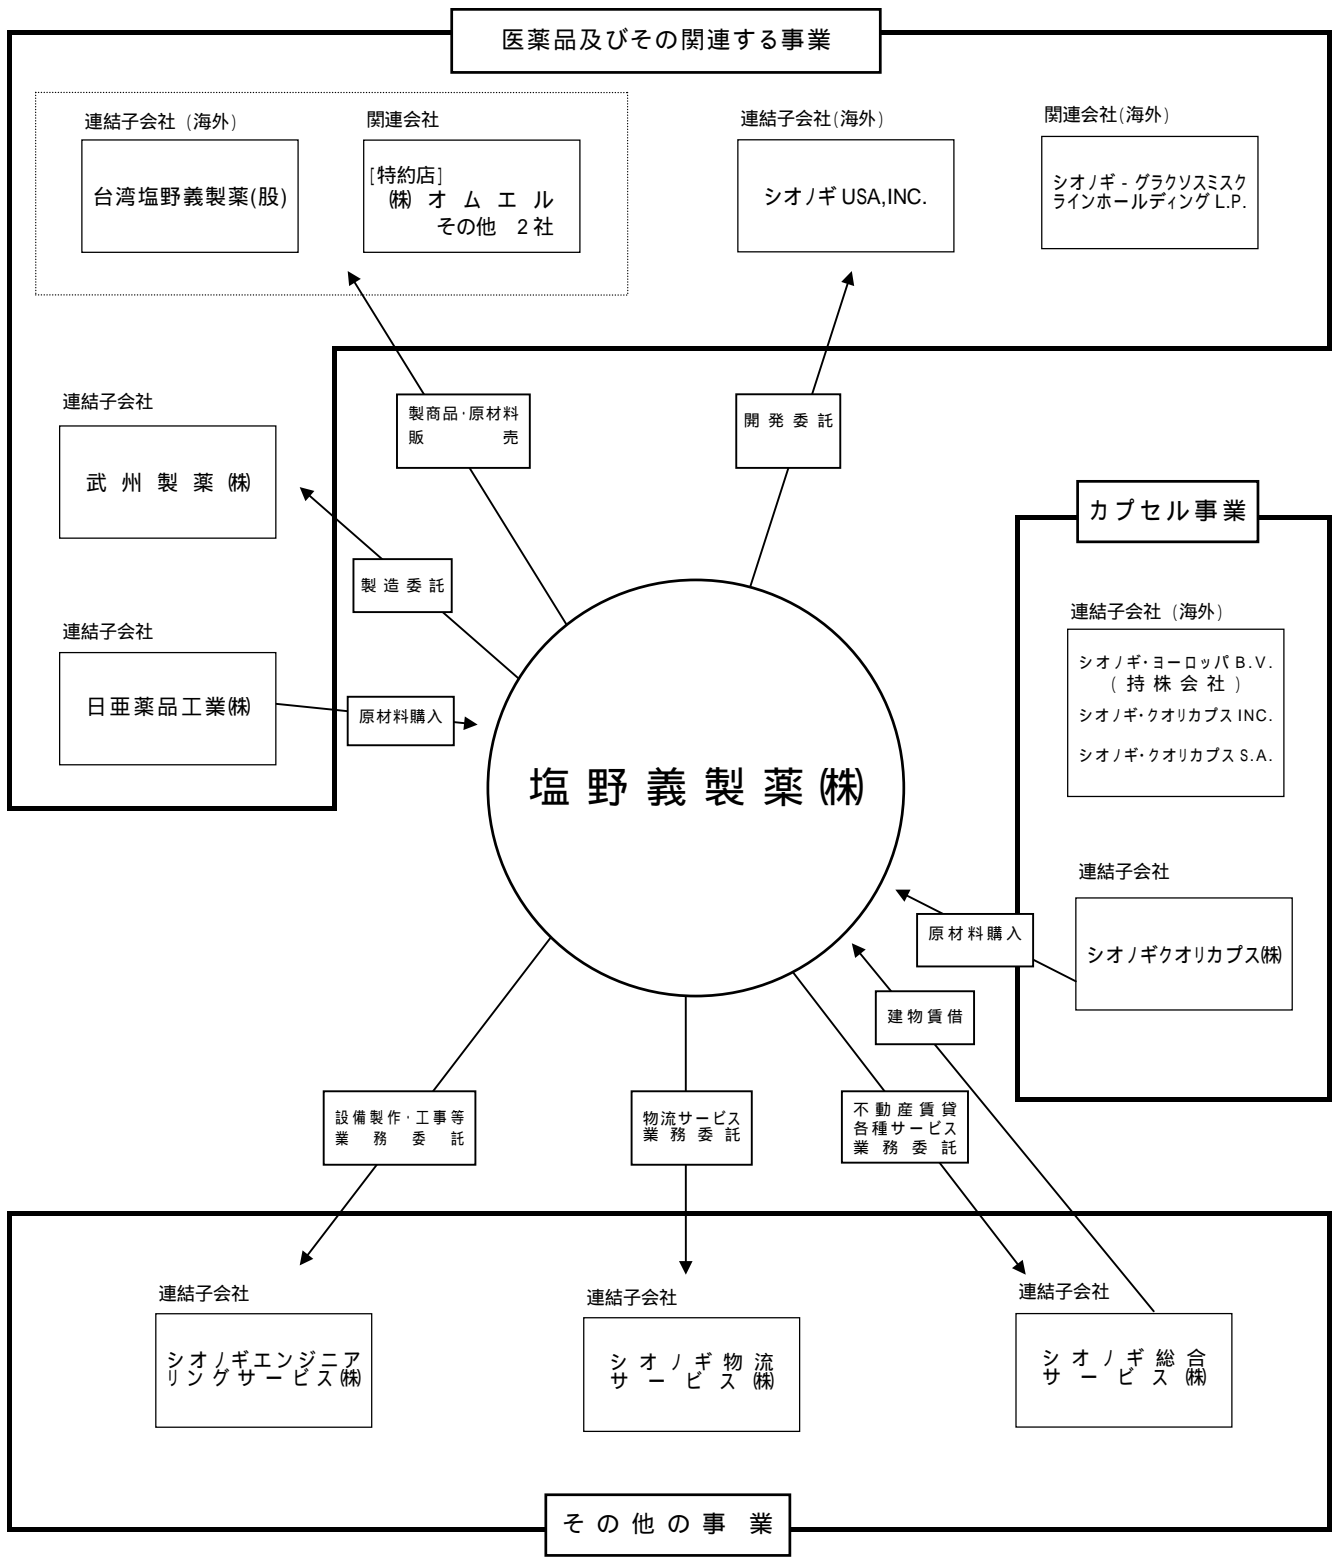 医薬品及びその関連する事業
連結子会社 (海外)
台湾塩野義製薬(股)
関連会社
[特約店]
㈱オムエル
その他 2社
連結子会社(海外)
シオノギ USA,INC.
関連会社(海外)
シオノギ - グラクソスミスク
ラインホールディング L.P.
製商品・原材料
販売
開発委託
連結子会社
武州製薬㈱
製造委託
連結子会社
日亜薬品工業㈱
原材料購入
塩野義製薬㈱
カプセル事業
連結子会社 (海外)
シオノギ・ヨーロッパ B.V.
(持株会社)
シオノギ・クオリカプス INC.
シオノギ・クオリカプス S.A.
連結子会社
シオノギクオリカプス㈱
原材料購入
建物賃借
設備製作・工事等
業務委託
物流サービス
業務委託
不動産賃貸
各種サービス
業務委託
連結子会社
シオノギエンジニア
リングサービス㈱
連結子会社
シオノギ物流
サービス㈱
連結子会社
シオノギ総合
サービス㈱
その他の事業